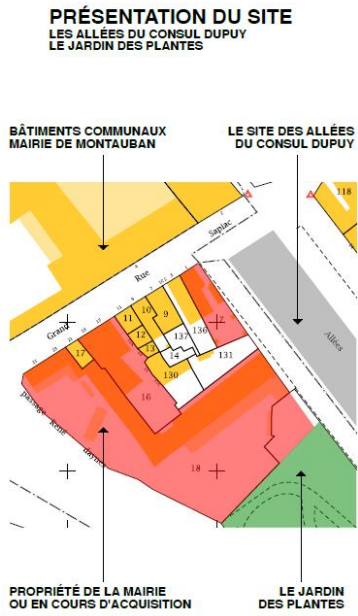 PRÉSENTATION DU SITE
LES ALLÉES DU CONSUL DUPUY
LE JARDIN DES PLANTES
BÂTIMENTS COMMUNAUX
MAIRIE DE MONTAUBAN
LE SITE DES ALLÉES
DU CONSUL DUPUY
118
Sapiac
Rue
Grand
10
9
11
12
13
137
136
7
14
131
130
17
16
18
Allées
passage René
PROPRIÉTÉ DE LA MAIRIE
OU EN COURS D'ACQUISITION
LE JARDIN
DES PLANTES